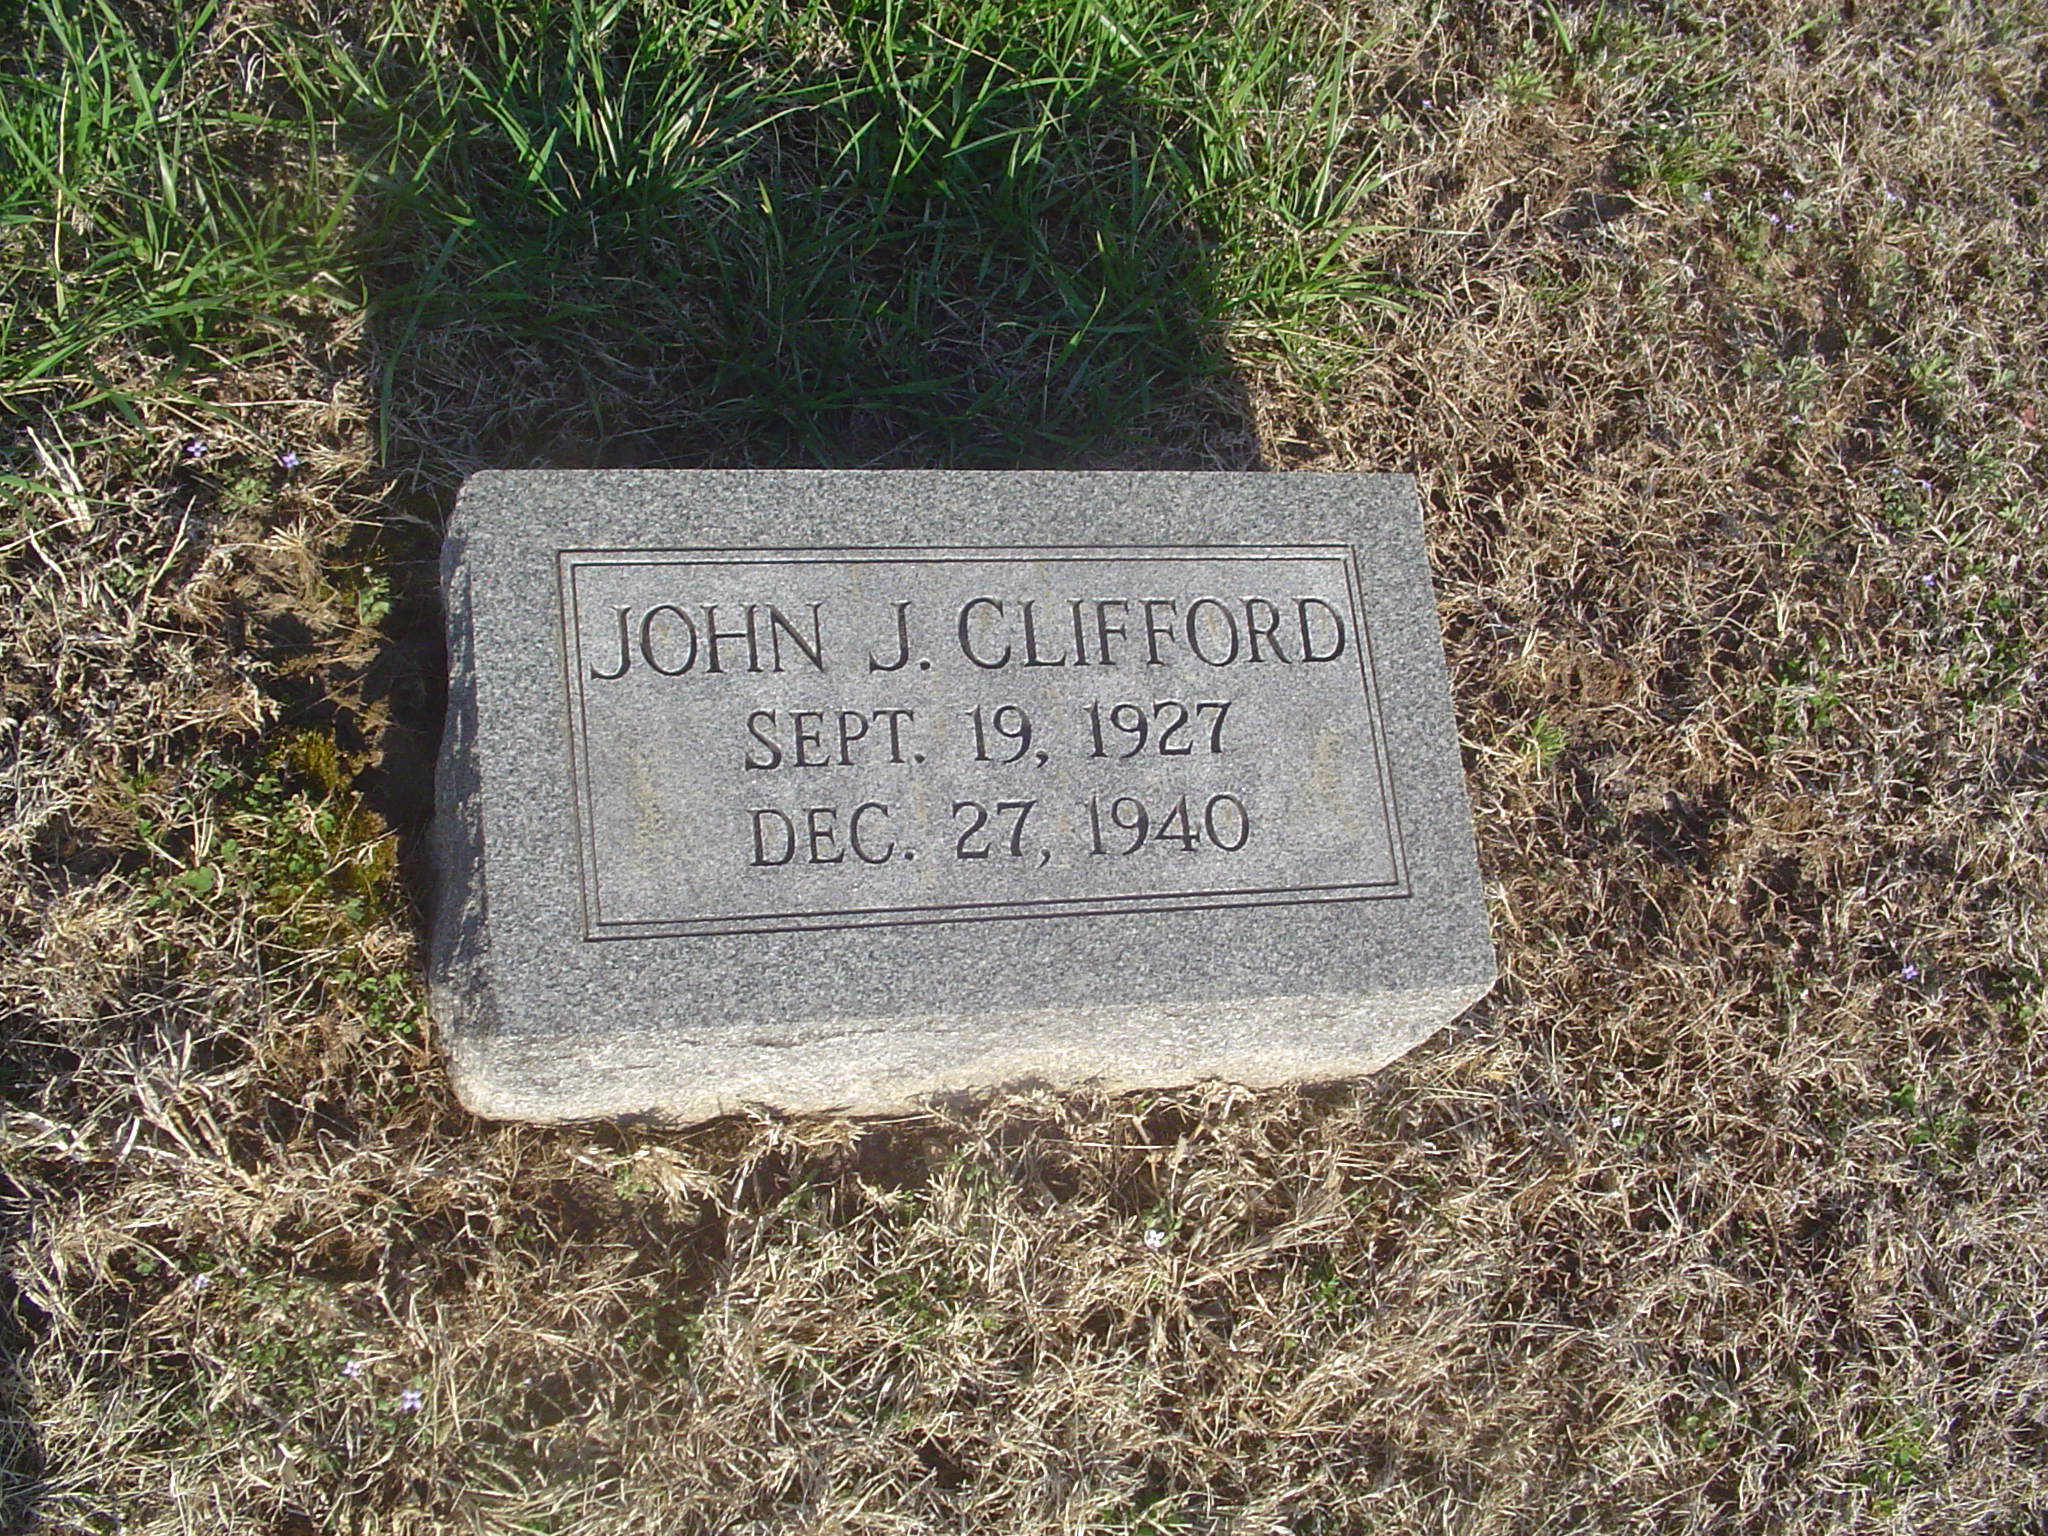 JOHN J. CLIFFORD
SEPT. 19, 1927
DEC. 27, 1940